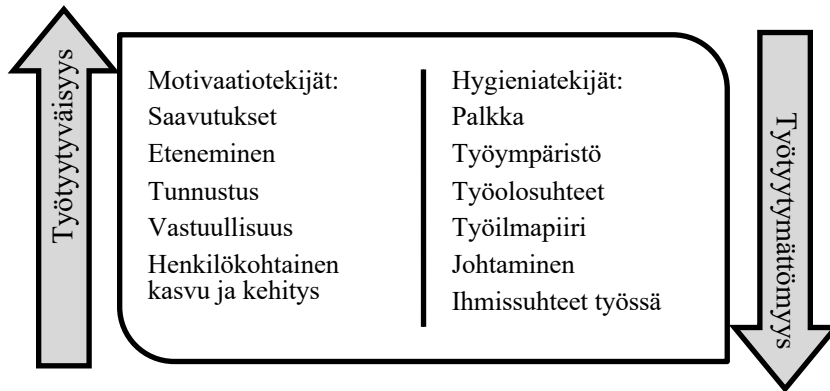 Työtyytyväisyys
Motivaatiotekijät:
Saavutukset
Eteneminen
Tunnustus
Vastuullisuus
Henkilökohtainen
kasvu ja kehitys
Hygieniatekijät:
Palkka
Työympäristö
Työolosuhteet
Työilmapiiri
Johtaminen
Ihmissuhteet työssä
Työtyytymättömyys